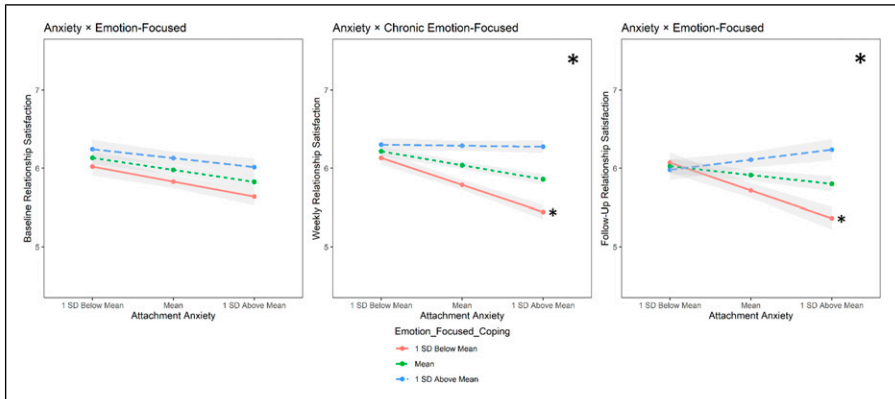 Anxiety × Emotion-Focused
Baseline Relationship Satisfaction
7
6
5
1 SD Below Mean
Mean
1 SD Above Mean
Attachment Anxiety
Anxiety × Chronic Emotion-Focused
*
Weekly Relationship Satisfaction
7
6
5
*
1 SD Below Mean
Mean
1 SD Above Mean
Attachment Anxiety
Anxiety × Emotion-Focused
*
Follow-Up Relationship Satisfaction
7
6
5
*
1 SD Below Mean
Mean
1 SD Above Mean
Attachment Anxiety
Emotion_Focused_Coping
1 SD Below Mean
Mean
1 SD Above Mean